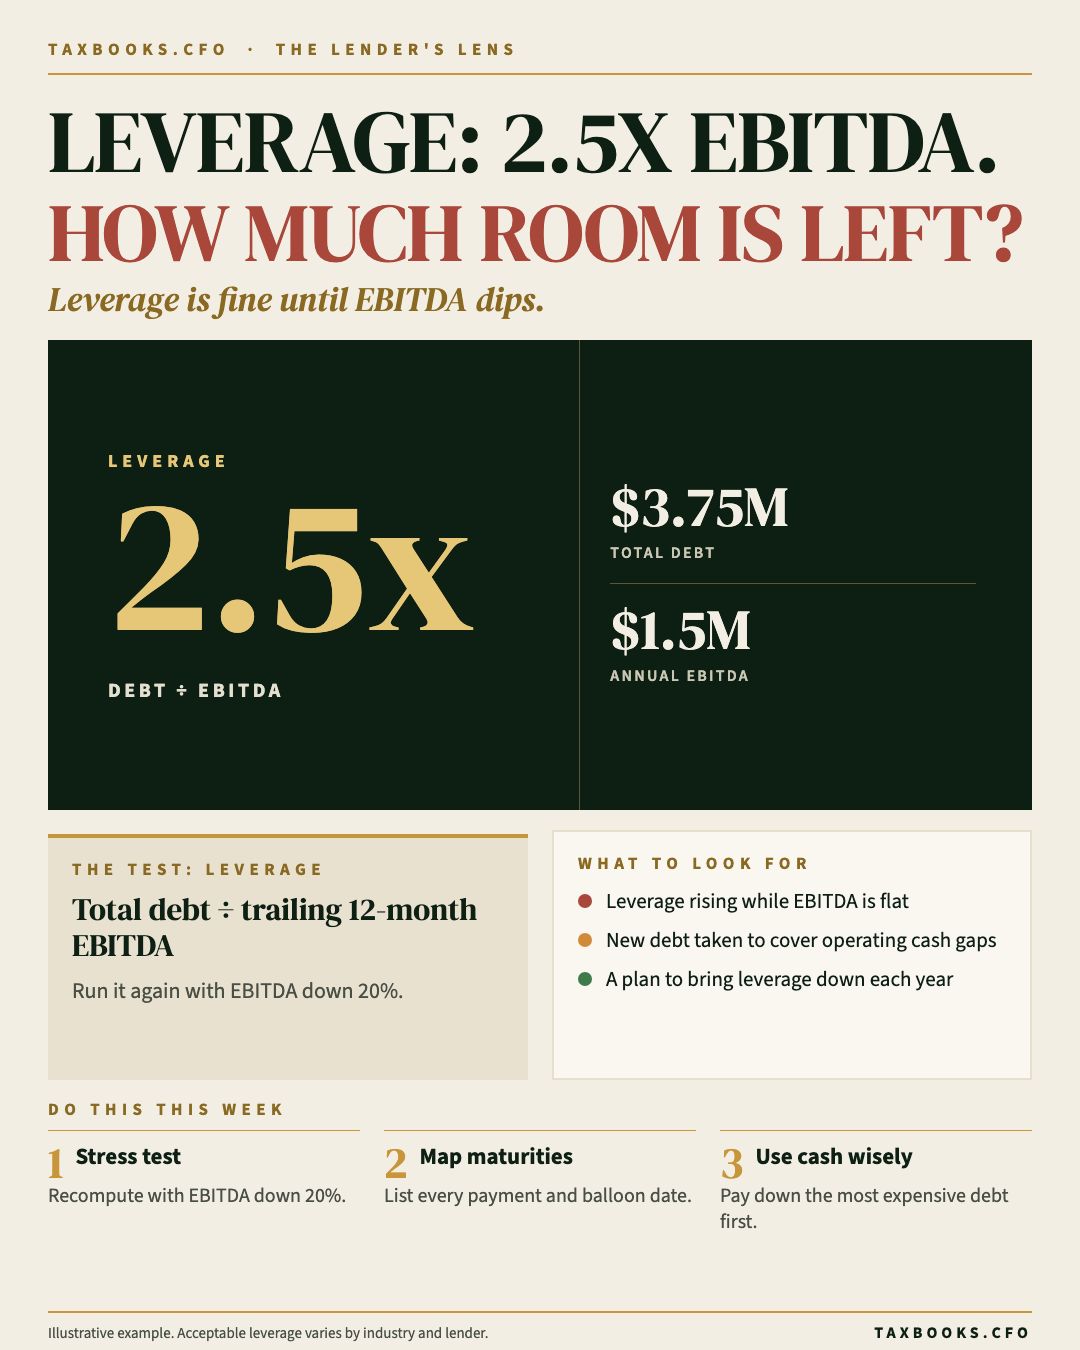 TAXBOOKS.CFO · THE LENDER'S LENS
LEVERAGE: 2.5X EBITDA.
HOW MUCH ROOM IS LEFT?
Leverage is fine until EBITDA dips.
LEVERAGE
2.5x
DEBT ÷ EBITDA
$3.75M
TOTAL DEBT
$1.5M
ANNUAL EBITDA
THE TEST: LEVERAGE
Total debt ÷ trailing 12-month
EBITDA
Run it again with EBITDA down 20%.
WHAT TO LOOK FOR
Leverage rising while EBITDA is flat
New debt taken to cover operating cash gaps
A plan to bring leverage down each year
DO THIS THIS WEEK
1 Stress test
Recompute with EBITDA down 20%.
2 Map maturities
List every payment and balloon date.
3 Use cash wisely
Pay down the most expensive debt
first.
Illustrative example. Acceptable leverage varies by industry and lender.
TAXBOOKS.CFO